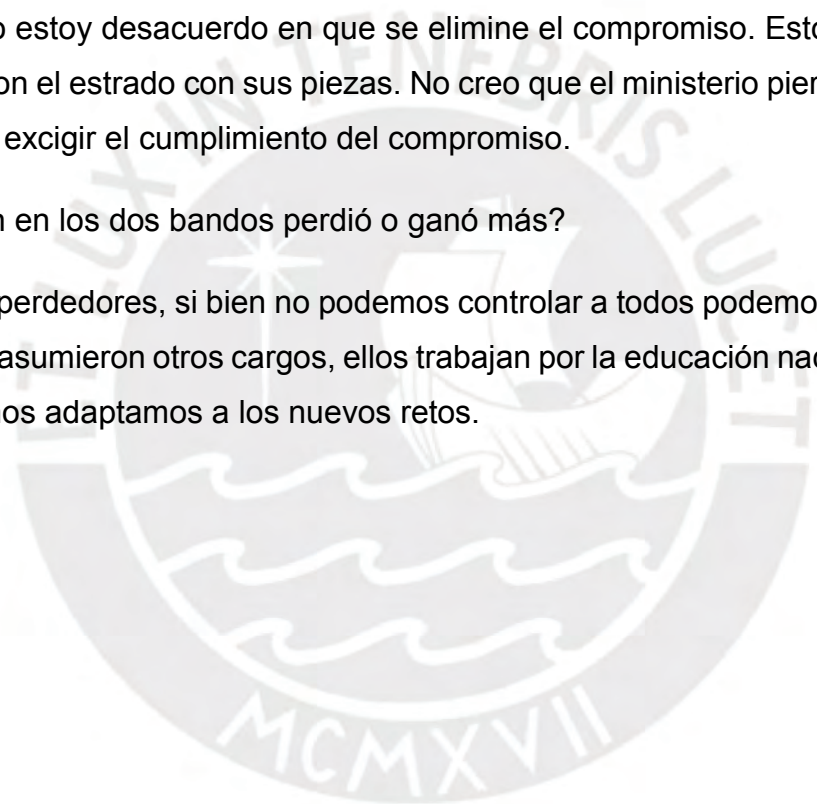 o estoy desacuerdo en que se elimine el compromiso. Esto
on el estrado con sus piezas. No creo que el ministerio pier
excigir el cumplimiento del compromiso.
n en los dos bandos perdió o ganó más?
perdedores, si bien no podemos controlar a todos podemo
asumieron otros cargos, ellos trabajan por la educación nac
nos adaptamos a los nuevos retos.
ET LUX IN TENEBRIS LUCET
MCMXVII